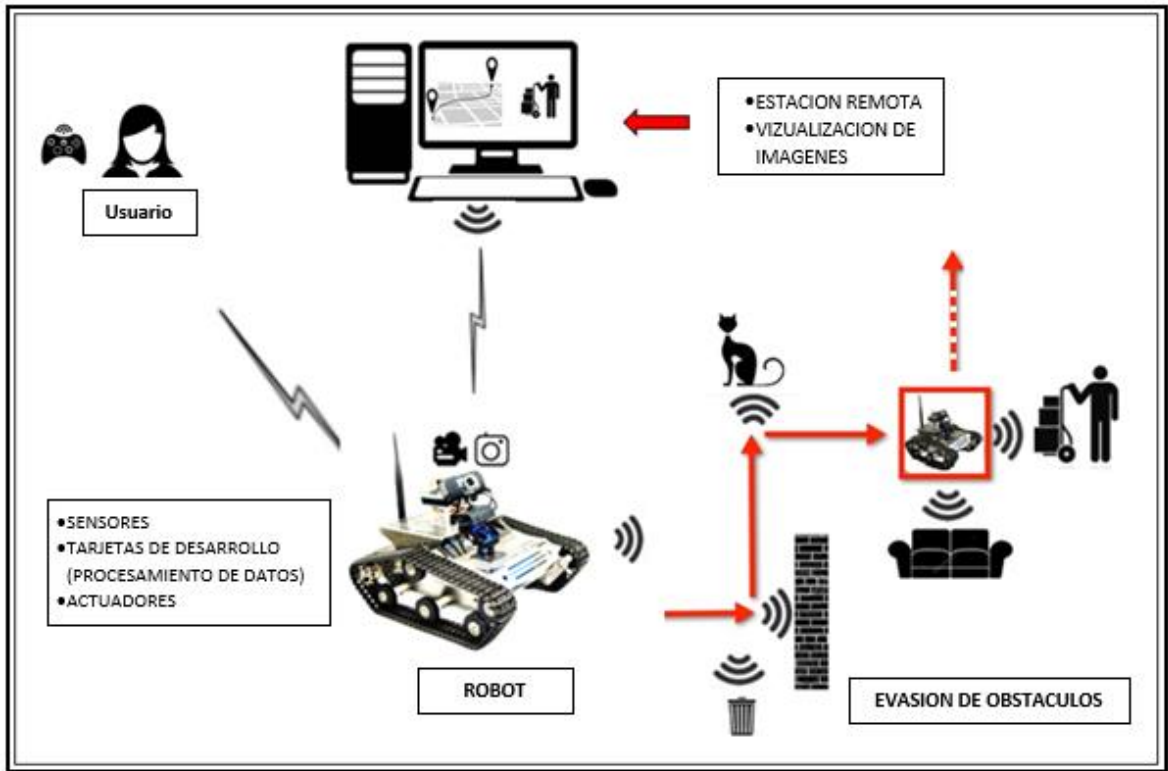 •ESTACION REMOTA
•VIZUALIZACION DE
IMAGENES
Usuario
•SENSORES
•TARJETAS DE DESARROLLO
(PROCESAMIENTO DE DATOS)
•ACTUADORES
ROBOT
EVASION DE OBSTACULOS